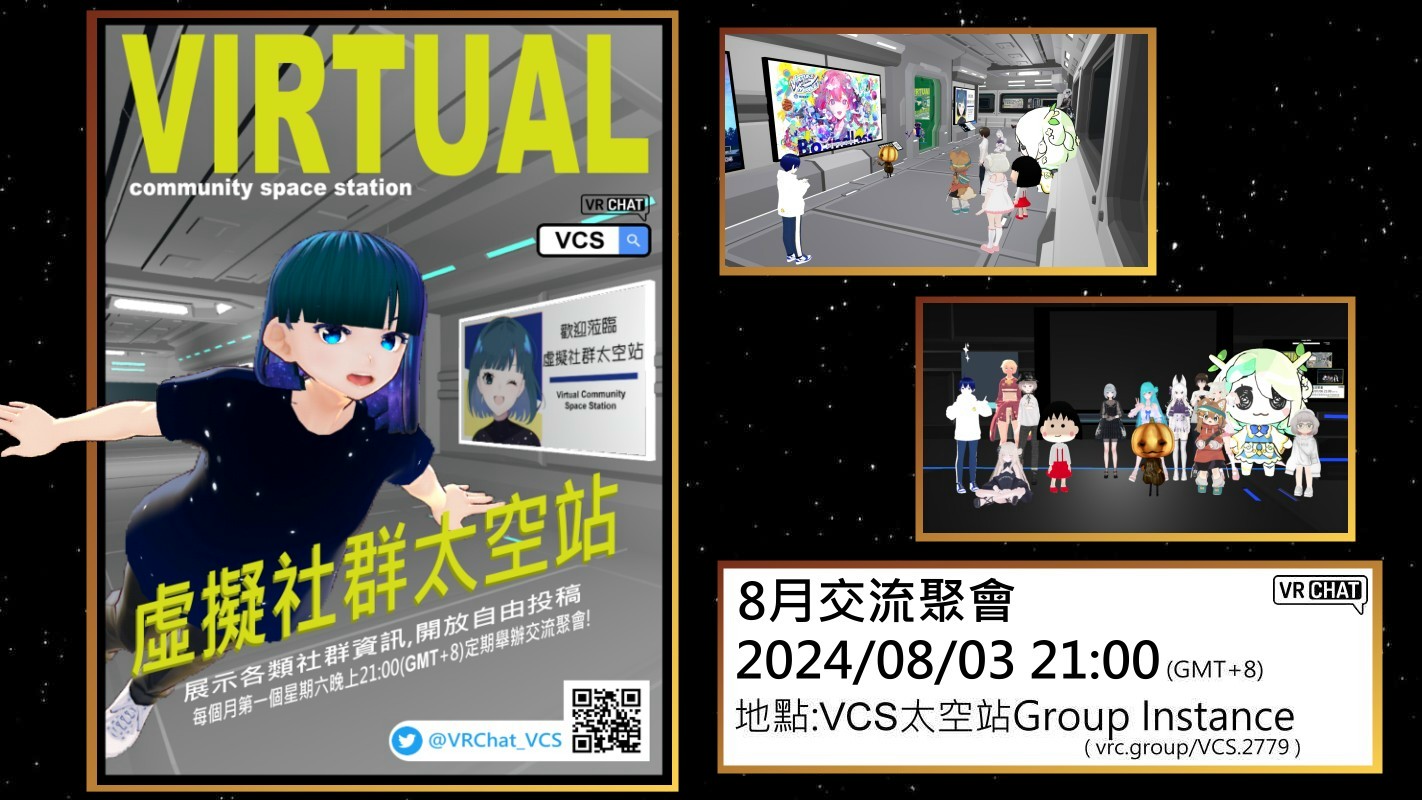 VIRTUAL
community space station
VR CHAT
VCS
歡迎蒞臨
虛擬社群太空站
Virtual Community
Space Station
虛擬社群太空站
展示各類社群資訊,開放自由投稿
每個月第一個星期六晚上21:00(GMT+8)定期舉辦交流聚會!
@VRChat_VCS
8月交流聚會
VR CHAT
2024/08/03 21:00 (GMT+8)
地點:VCS太空站Group Instance
( vrc.group/VCS.2779 )